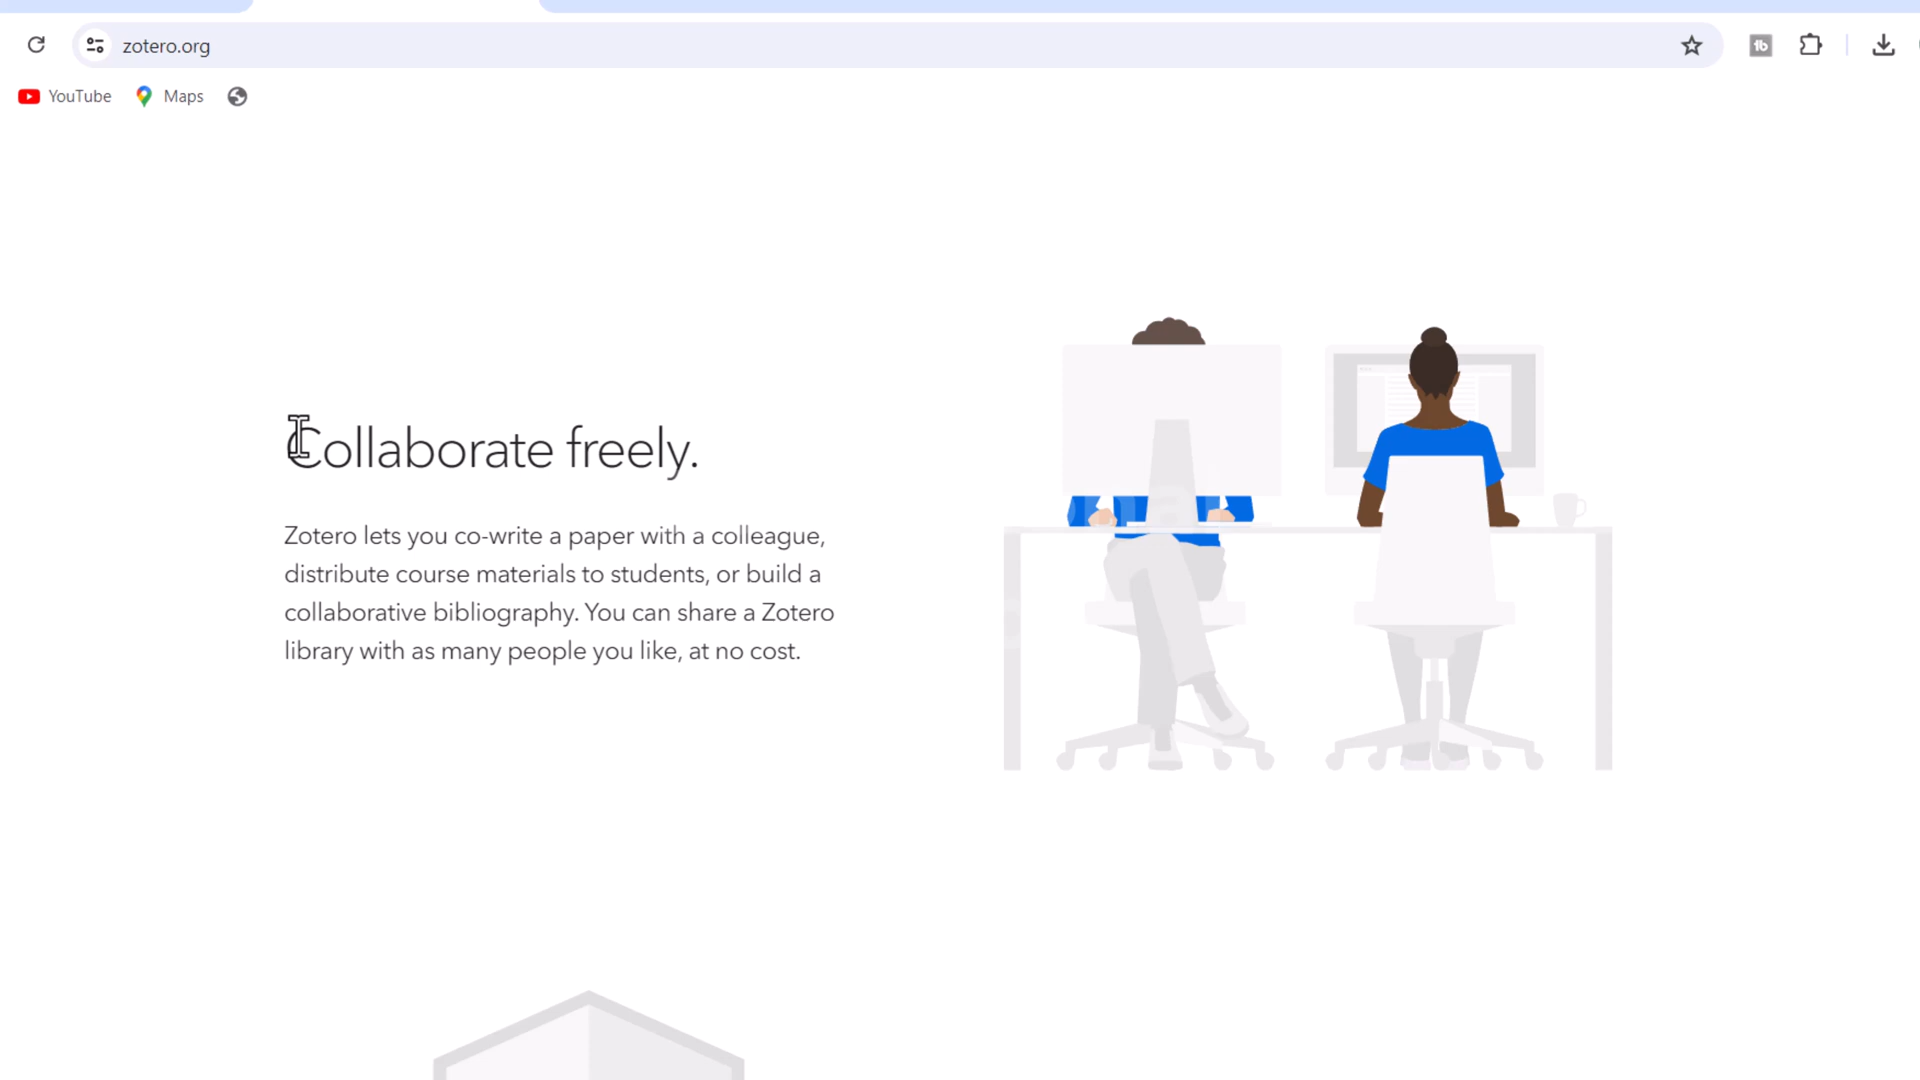 zotero.org
YouTube
Maps
Collaborate freely.
Zotero lets you co-write a paper with a colleague,
distribute course materials to students, or build a
collaborative bibliography. You can share a Zotero
library with as many people you like, at no cost.